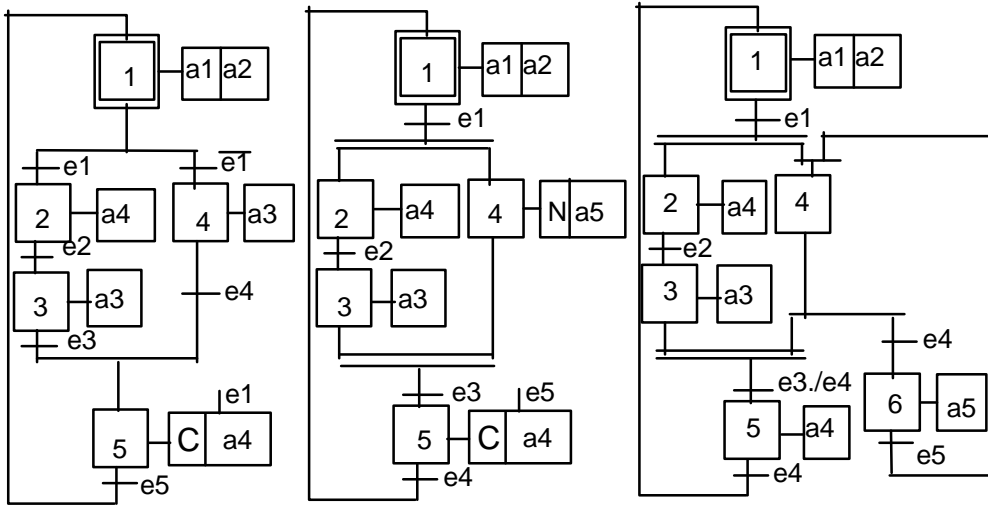 1 a1 a2
e1 e1
2 a4 4 a3
e2
3 a3 e4
e3
e1
5 C a4
e5
1 a1 a2
e1
2 a4 4 N a5
e2
3 a3
e3 e5
5 C a4
e4
1 a1 a2
e1
2 a4 4
e2
3 a3
e4
e3./e4
5 a4 6 a5
e5
e4